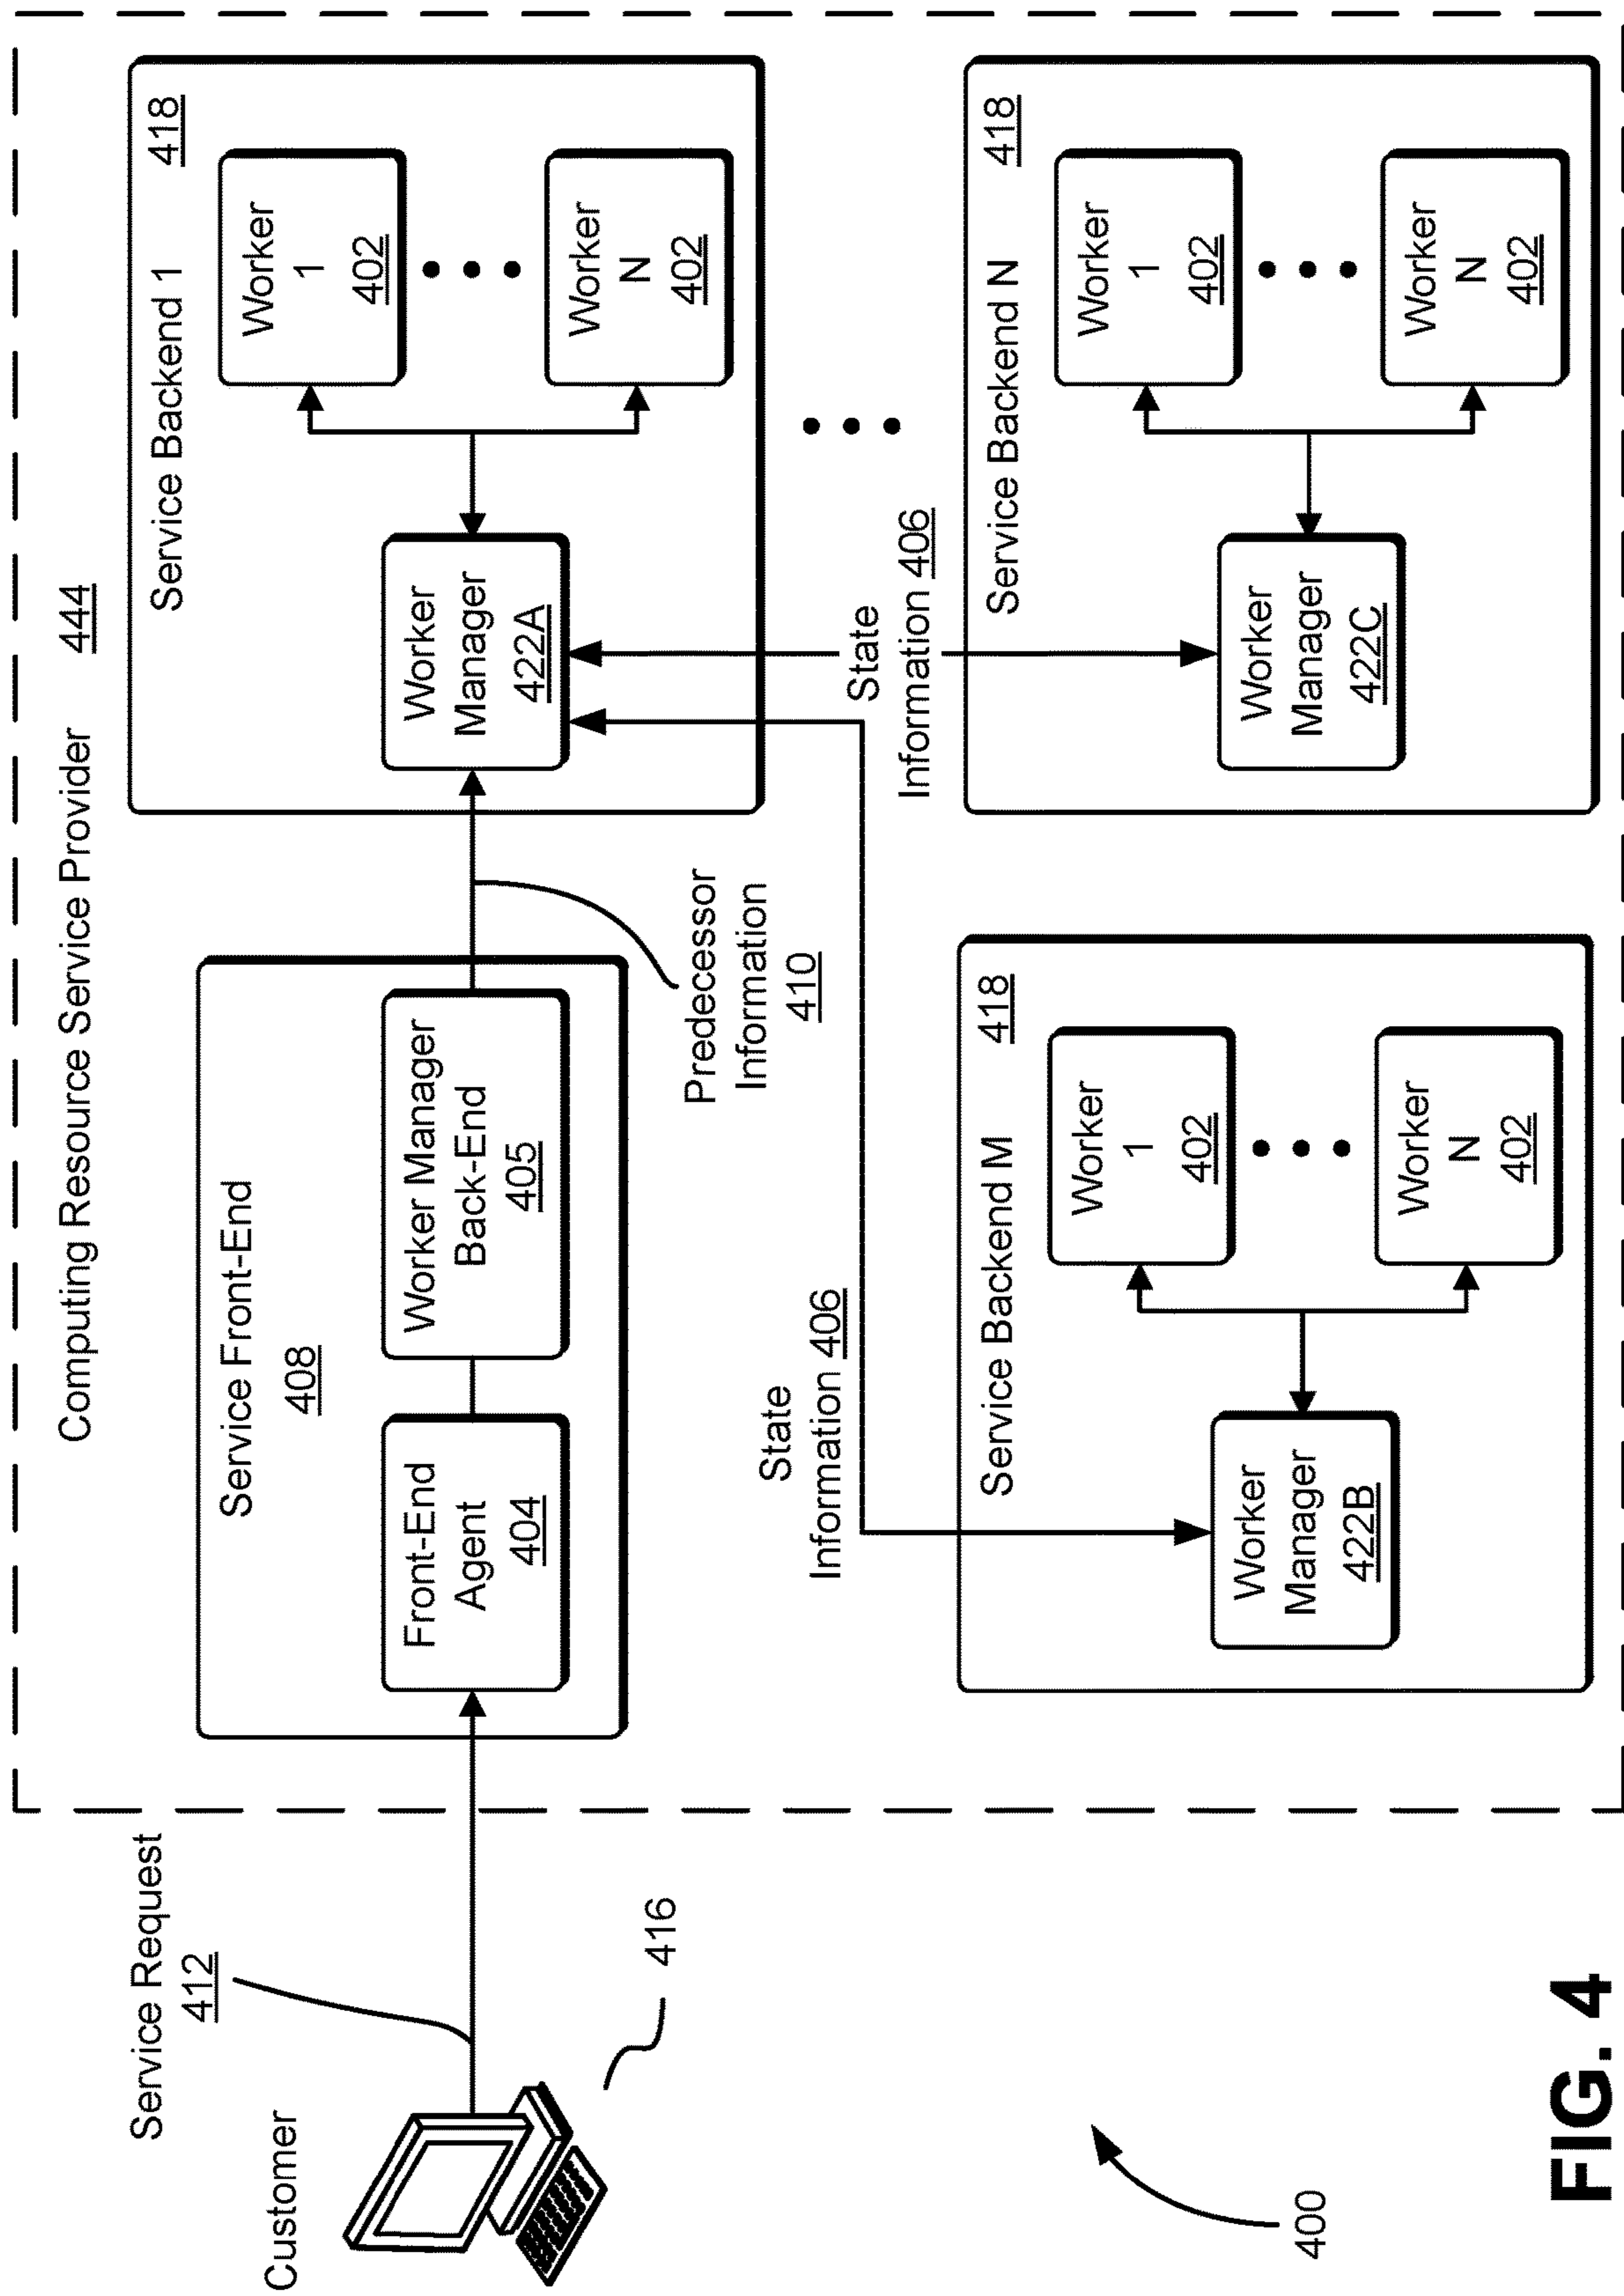 Computing Resource Service Provider 444
Customer
416
Service Request
412
Service Front-End
408
Front-End
Agent
404
Worker Manager
Back-End
405
Predecessor
Information
410
Service Backend 1
418
Worker
Manager
422A
Worker
1
402
Worker
N
402
State
Information 406
State
Information 406
Service Backend M
418
Worker
Manager
422B
Worker
1
402
Worker
N
402
Service Backend N
418
Worker
Manager
422C
Worker
1
402
Worker
N
402
400
FIG. 4